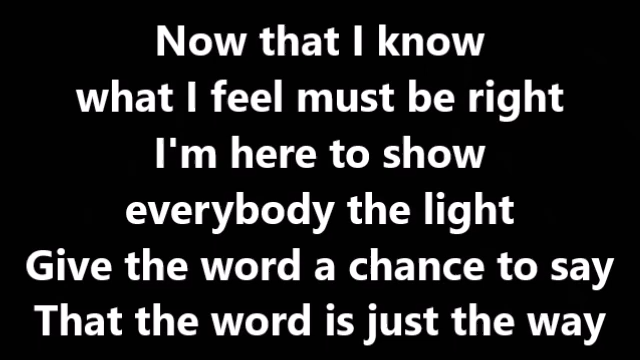 Now that I know
what I feel must be right
I'm here to show
everybody the light
Give the word a chance to say
That the word is just the way